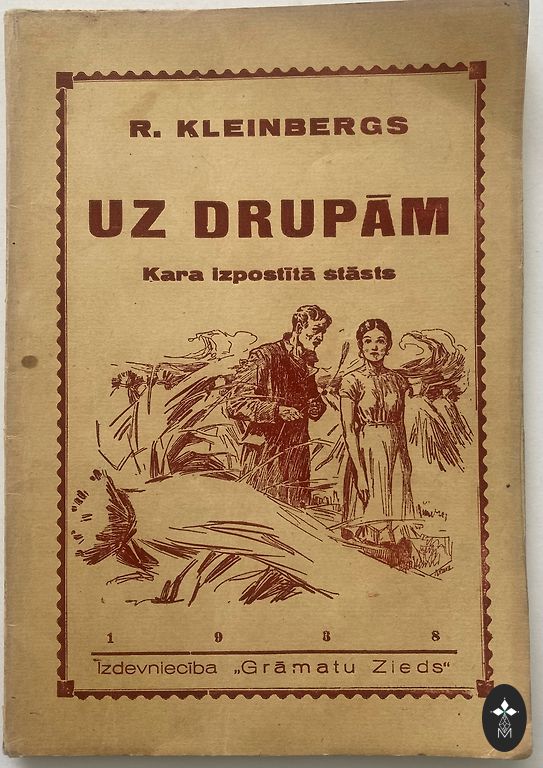 R. KLEINBERGS
UZ DRUPĀM
Kara izpostītā stāsts
1 9 3 8
Izdevniecība „Grāmatu Zieds“